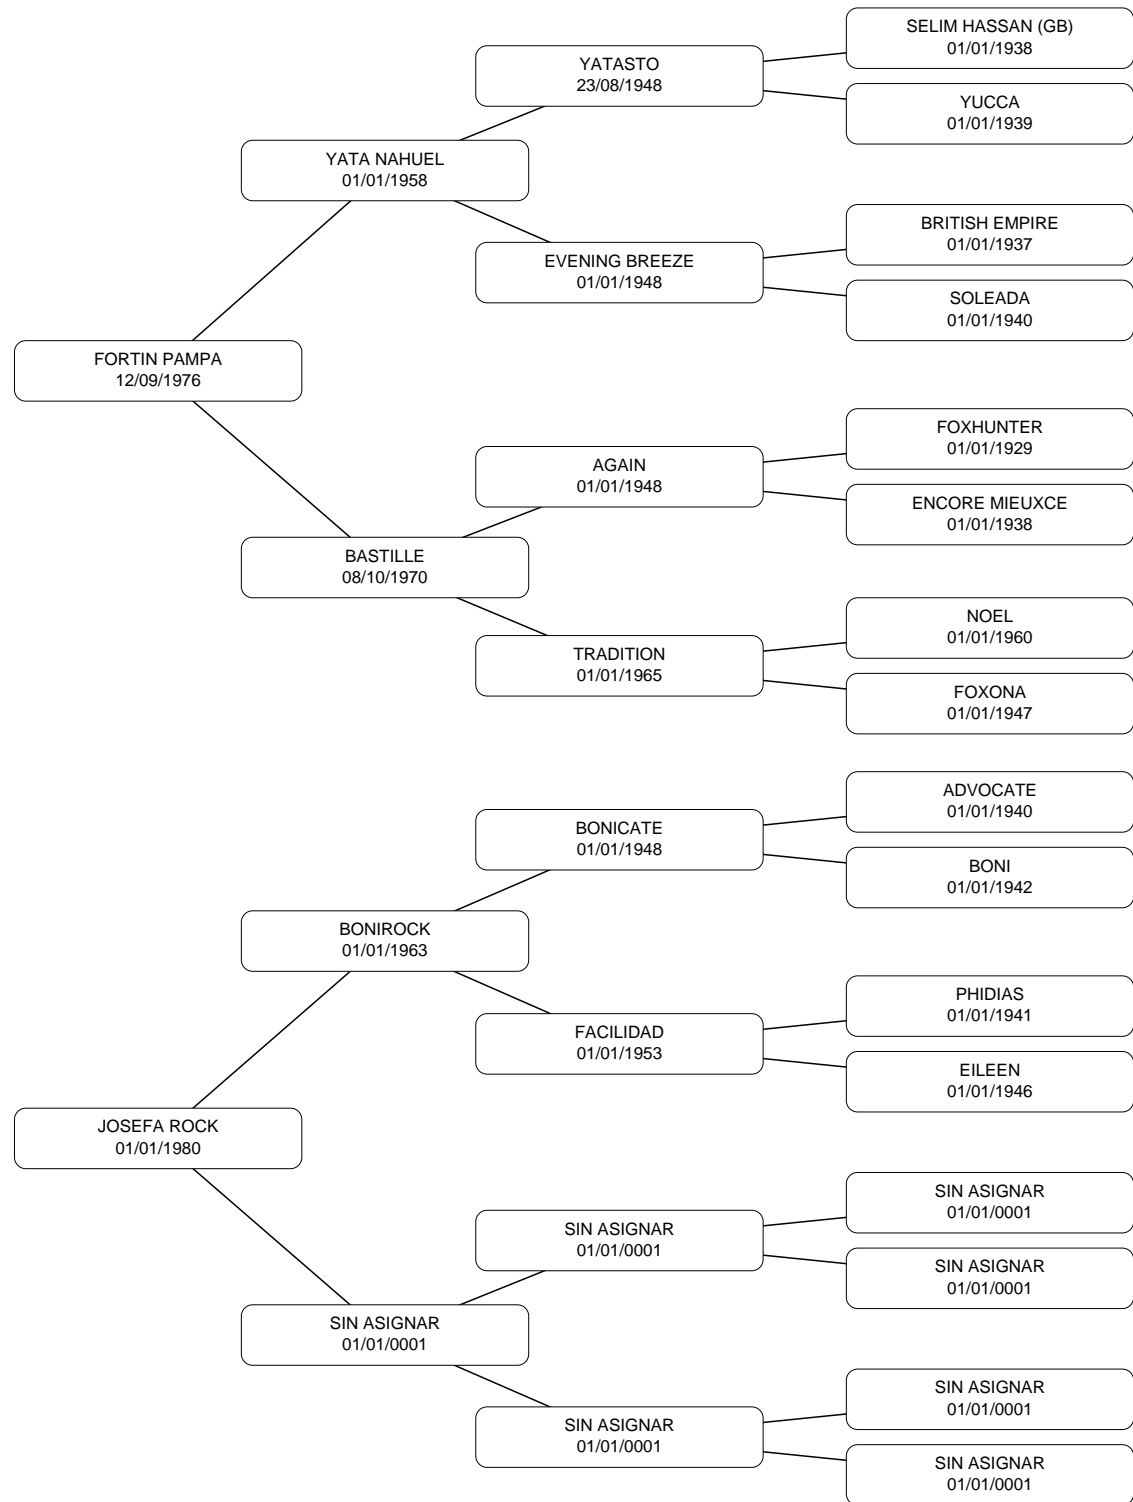 SELIM HASSAN (GB)
01/01/1938
YATASTO
23/08/1948
YUCCA
01/01/1939
YATA NAHUEL
01/01/1958
BRITISH EMPIRE
01/01/1937
EVENING BREEZE
01/01/1948
SOLEADA
01/01/1940
FORTIN PAMPA
12/09/1976
FOXHUNTER
01/01/1929
AGAIN
01/01/1948
ENCORE MIEUXCE
01/01/1938
BASTILLE
08/10/1970
NOEL
01/01/1960
TRADITION
01/01/1965
FOXONA
01/01/1947
ADVOCATE
01/01/1940
BONICATE
01/01/1948
BONI
01/01/1942
BONIROCK
01/01/1963
PHIDIAS
01/01/1941
FACILIDAD
01/01/1953
EILEEN
01/01/1946
JOSEFA ROCK
01/01/1980
SIN ASIGNAR
01/01/0001
SIN ASIGNAR
01/01/0001
SIN ASIGNAR
01/01/0001
SIN ASIGNAR
01/01/0001
SIN ASIGNAR
01/01/0001
SIN ASIGNAR
01/01/0001
SIN ASIGNAR
01/01/0001